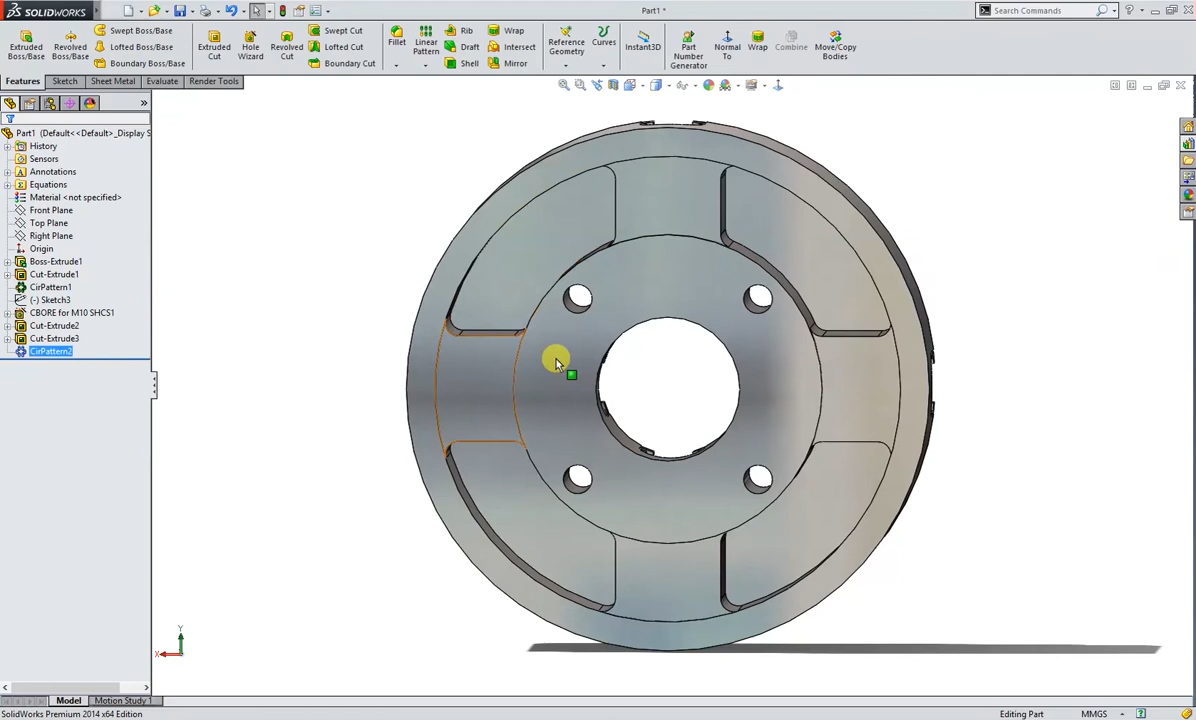 SOLIDWORKS
Part1 *
Search Commands
Extruded Boss/Base
Revolved Boss/Base
Swept Boss/Base
Lofted Boss/Base
Boundary Boss/Base
Extruded Cut
Hole Wizard
Revolved Cut
Swept Cut
Lofted Cut
Boundary Cut
Fillet
Linear Pattern
Rib
Draft
Shell
Wrap
Intersect
Mirror
Reference Geometry
Curves
Instant3D
Part Number Generator
Normal To
Wrap
Combine
Move/Copy Bodies
Features
Sketch
Sheet Metal
Evaluate
Render Tools
Part1 (Default<<Default>_Display S
History
Sensors
Annotations
Equations
Material <not specified>
Front Plane
Top Plane
Right Plane
Origin
Boss-Extrude1
Cut-Extrude1
CirPattern1
(-) Sketch3
CBORE for M10 SHCS1
Cut-Extrude2
Cut-Extrude3
CirPattern2
Y
X
Model
Motion Study 1
SolidWorks Premium 2014 x64 Edition
Editing Part
MMGS